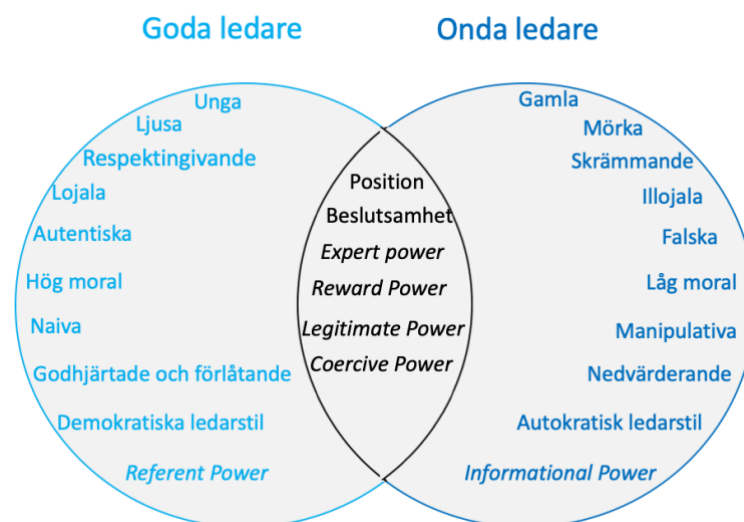 Goda ledare
Onda ledare
Unga
Ljusa
Respektingivande
Lojala
Autentiska
Hög moral
Naiva
Godhjärtade och förlåtande
Demokratiska ledarstil
Referent Power
Position
Beslutsamhet
Expert power
Reward Power
Legitimate Power
Coercive Power
Gamla
Mörka
Skrämmande
Illojala
Falska
Låg moral
Manipulativa
Nedvärderande
Autokratisk ledarstil
Informational Power